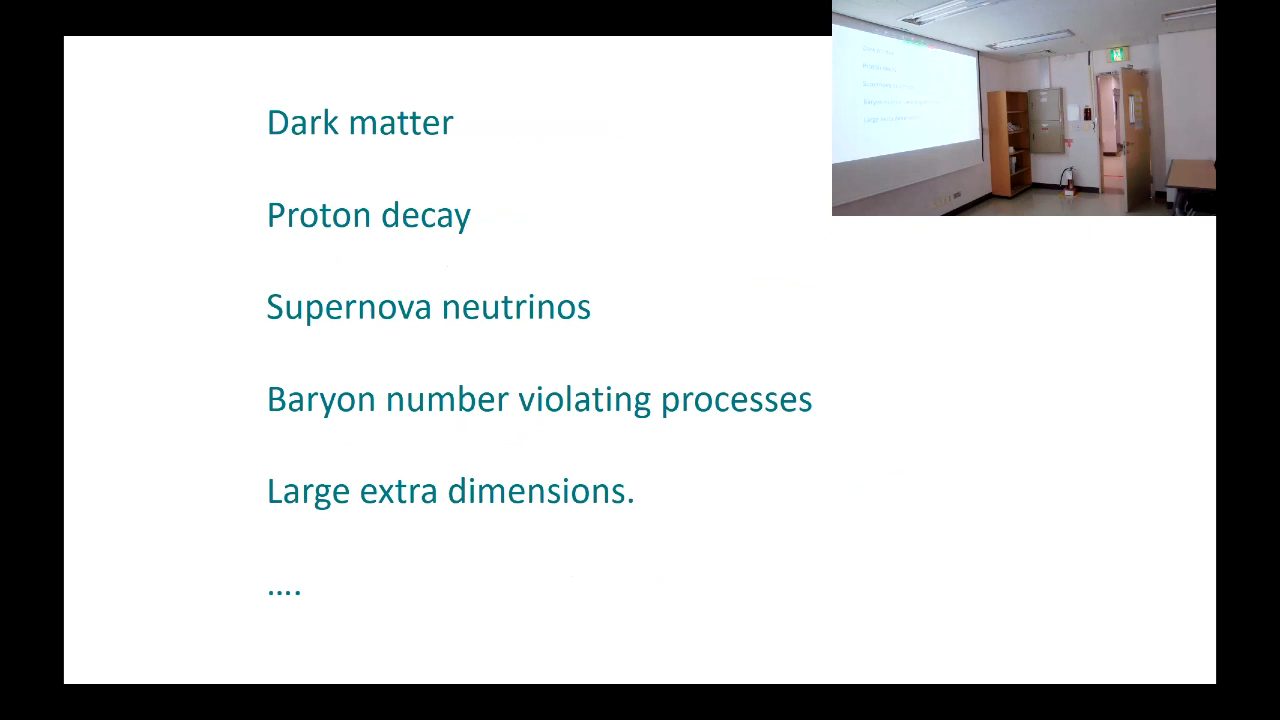 Dark matter
Proton decay
Supernova neutrinos
Baryon number violating processes
Large extra dimensions.
....